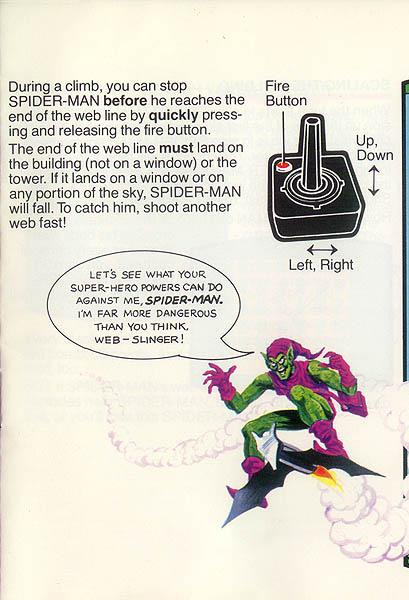 During a climb, you can stop
SPIDER-MAN before he reaches the
end of the web line by quickly press-
ing and releasing the fire button.
The end of the web line must land on
the building (not on a window) or the
tower. If it lands on a window or on
any portion of the sky, SPIDER-MAN
will fall. To catch him, shoot another
web fast!
Fire
Button
Up,
Down
Left, Right
LET'S SEE WHAT YOUR
SUPER-HERO POWERS CAN DO
AGAINST ME, SPIDER-MAN.
I'M FAR MORE DANGEROUS
THAN YOU THINK,
WEB-SLINGER!